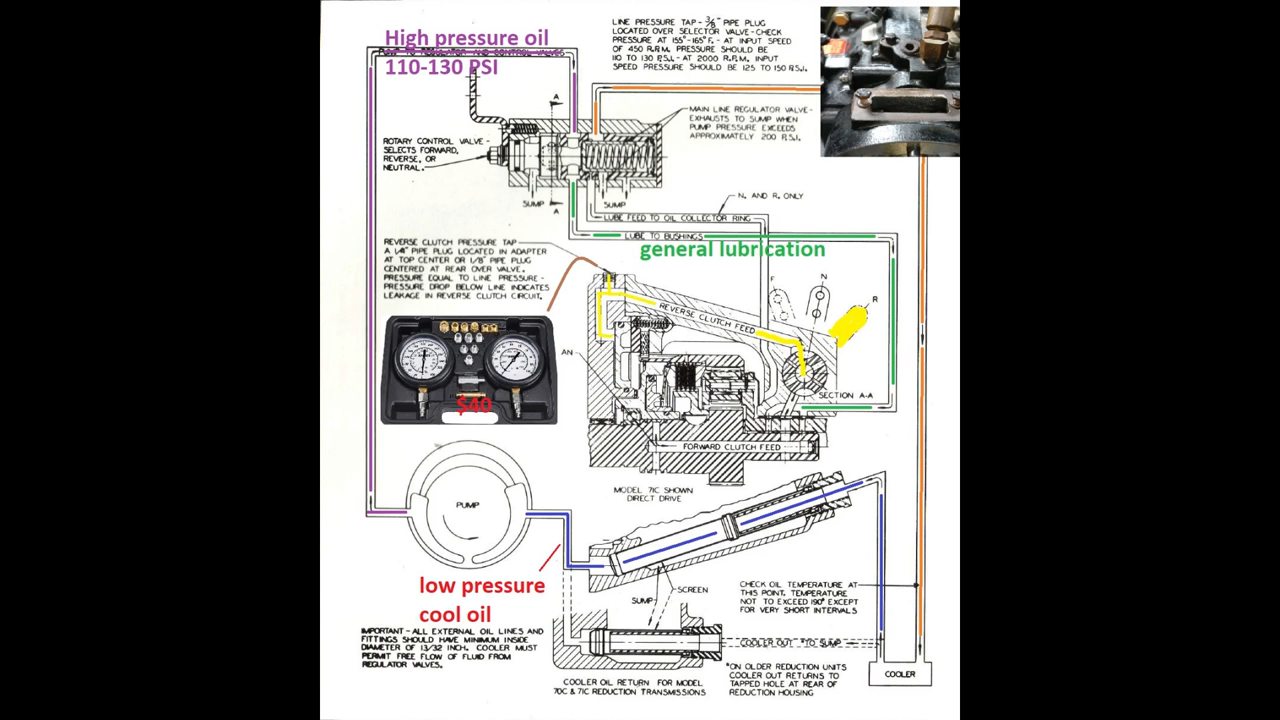 High pressure oil
110-130 PSI
LINE PRESSURE TAP - 3/8" PIPE PLUG
LOCATED OVER SELECTOR VALVE-CHECK
PRESSURE AT 155°-165°F. - AT INPUT SPEED
OF 450 R.P.M. PRESSURE SHOULD BE
110 TO 130 P.S.I. - AT 2000 R.P.M. INPUT
SPEED PRESSURE SHOULD BE 125 TO 150 P.S.I.
A
MAIN LINE REGULATOR VALVE-
EXHAUSTS TO SUMP WHEN
PUMP PRESSURE EXCEEDS
APPROXIMATELY 200 P.S.I.
ROTARY CONTROL VALVE-
SELECTS FORWARD,
REVERSE, OR
NEUTRAL.
SUMP
A
SUMP
N. AND R. ONLY
LUBE FEED TO OIL COLLECTOR RING
LUBE TO BUSHINGS
general lubrication
REVERSE CLUTCH PRESSURE TAP
A 1/4" PIPE PLUG LOCATED IN ADAPTER
AT TOP CENTER OR 1/8" PIPE PLUG
CENTERED AT REAR OVER VALVE.
PRESSURE EQUAL TO LINE PRESSURE-
PRESSURE DROP BELOW LINE INDICATES
LEAKAGE IN REVERSE CLUTCH CIRCUIT.
F
N
R
REVERSE CLUTCH FEED
AN
SECTION A-A
$40
FORWARD CLUTCH FEED
MODEL 71C SHOWN
DIRECT DRIVE
PUMP
low pressure
cool oil
SCREEN
SUMP
CHECK OIL TEMPERATURE AT
THIS POINT. TEMPERATURE
NOT TO EXCEED 190° EXCEPT
FOR VERY SHORT INTERVALS
IMPORTANT-ALL EXTERNAL OIL LINES AND
FITTINGS SHOULD HAVE MINIMUM INSIDE
DIAMETER OF 13/32 INCH. COOLER MUST
PERMIT FREE FLOW OF FLUID FROM
REGULATOR VALVES.
COOLER OUT *TO SUMP
*ON OLDER REDUCTION UNITS
COOLER OUT RETURNS TO
TAPPED HOLE AT REAR OF
REDUCTION HOUSING
COOLER
COOLER OIL RETURN FOR MODEL
70C & 71C REDUCTION TRANSMISSIONS